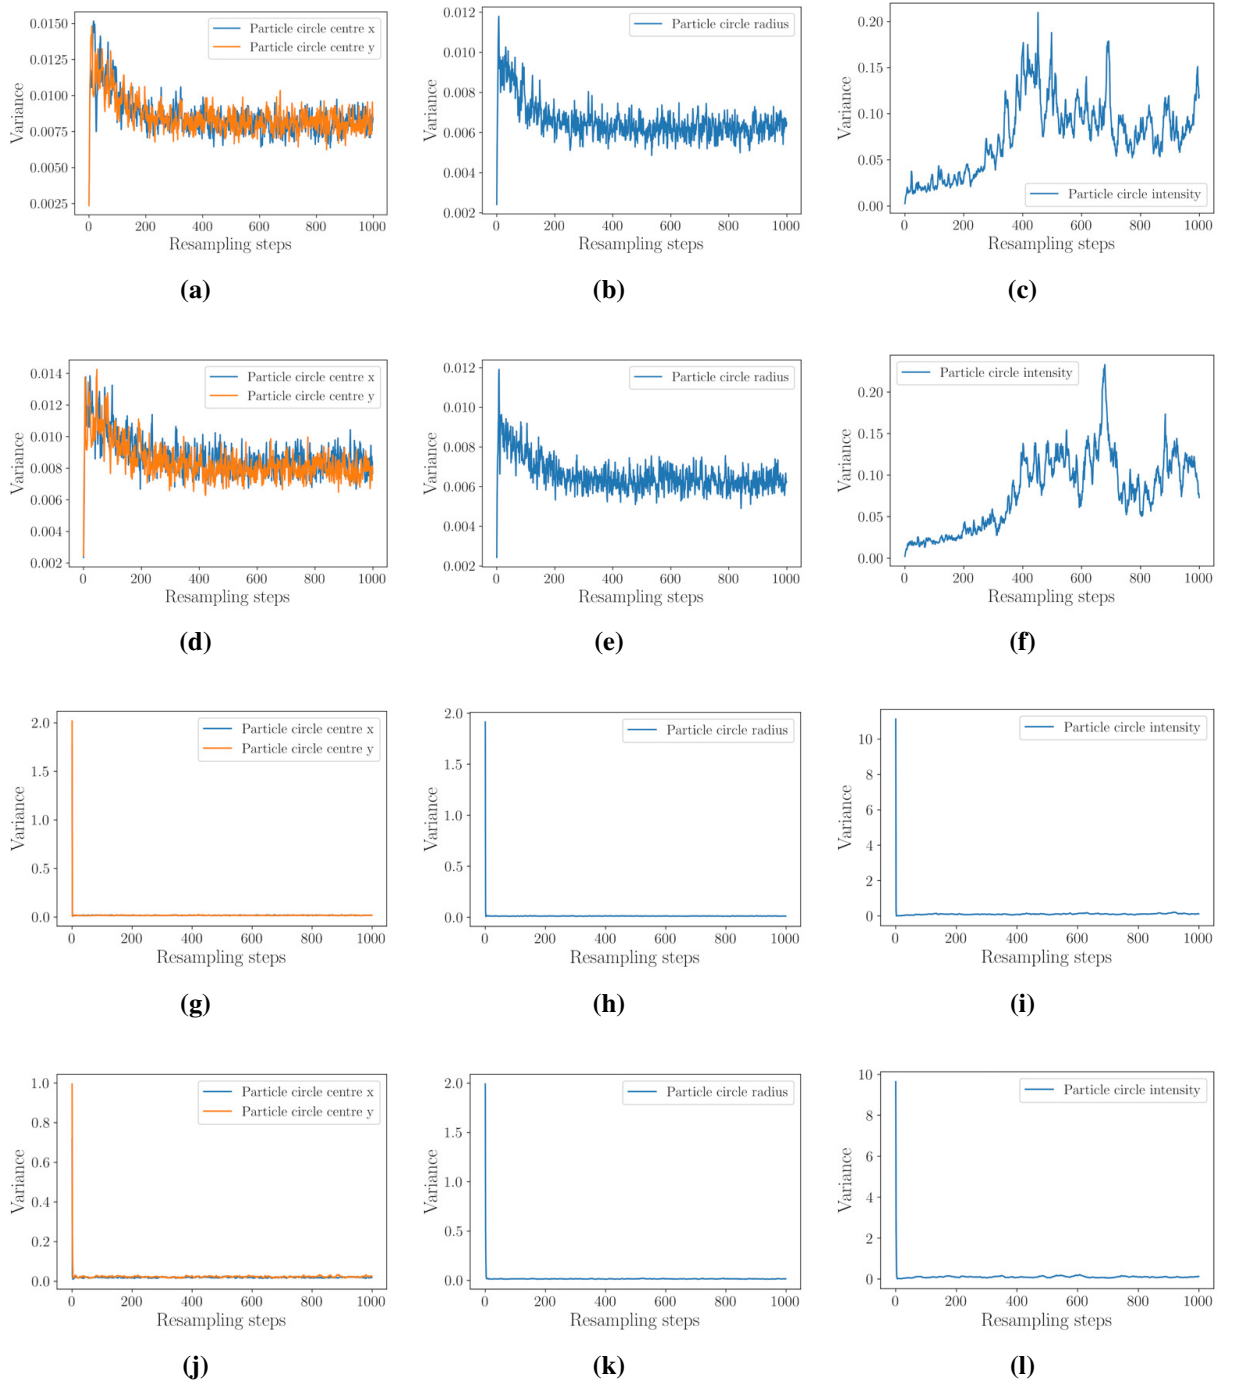 0.0150
0.0125
0.0100
0.0075
0.0050
0.0025
Variance
Particle circle centre x
Particle circle centre y
0 200 400 600 800 1000
Resampling steps
(a)
0.012
0.010
0.008
0.006
0.004
0.002
Variance
Particle circle radius
0 200 400 600 800 1000
Resampling steps
(b)
0.20
0.15
0.10
0.05
0.00
Variance
Particle circle intensity
0 200 400 600 800 1000
Resampling steps
(c)
0.014
0.012
0.010
0.008
0.006
0.004
0.002
Variance
Particle circle centre x
Particle circle centre y
0 200 400 600 800 1000
Resampling steps
(d)
0.012
0.010
0.008
0.006
0.004
0.002
Variance
Particle circle radius
0 200 400 600 800 1000
Resampling steps
(e)
0.20
0.15
0.10
0.05
0.00
Variance
Particle circle intensity
0 200 400 600 800 1000
Resampling steps
(f)
2.0
1.5
1.0
0.5
0.0
Variance
Particle circle centre x
Particle circle centre y
0 200 400 600 800 1000
Resampling steps
(g)
2.0
1.5
1.0
0.5
0.0
Variance
Particle circle radius
0 200 400 600 800 1000
Resampling steps
(h)
10
8
6
4
2
0
Variance
Particle circle intensity
0 200 400 600 800 1000
Resampling steps
(i)
1.0
0.8
0.6
0.4
0.2
0.0
Variance
Particle circle centre x
Particle circle centre y
0 200 400 600 800 1000
Resampling steps
(j)
2.0
1.5
1.0
0.5
0.0
Variance
Particle circle radius
0 200 400 600 800 1000
Resampling steps
(k)
10
8
6
4
2
0
Variance
Particle circle intensity
0 200 400 600 800 1000
Resampling steps
(l)